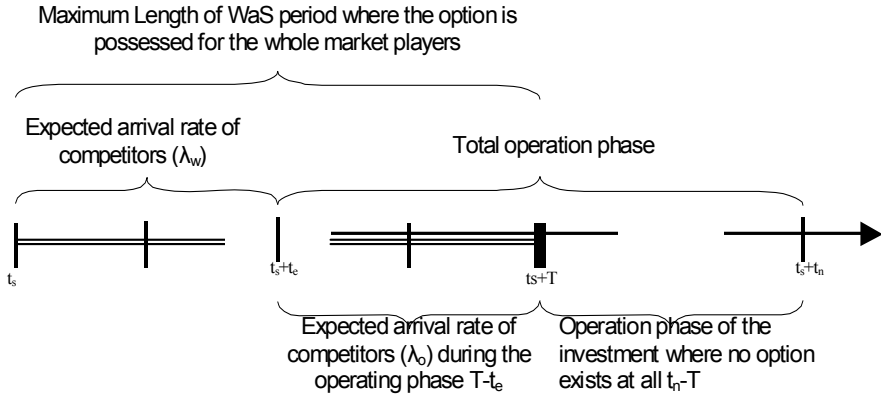 Maximum Length of WaS period where the option is
possessed for the whole market players
Expected arrival rate of
competitors (λw)
Total operation phase
ts
ts+te
ts+T
ts+tn
Expected arrival rate of
competitors (λo) during the
operating phase T-te
Operation phase of the
investment where no option
exists at all tn-T